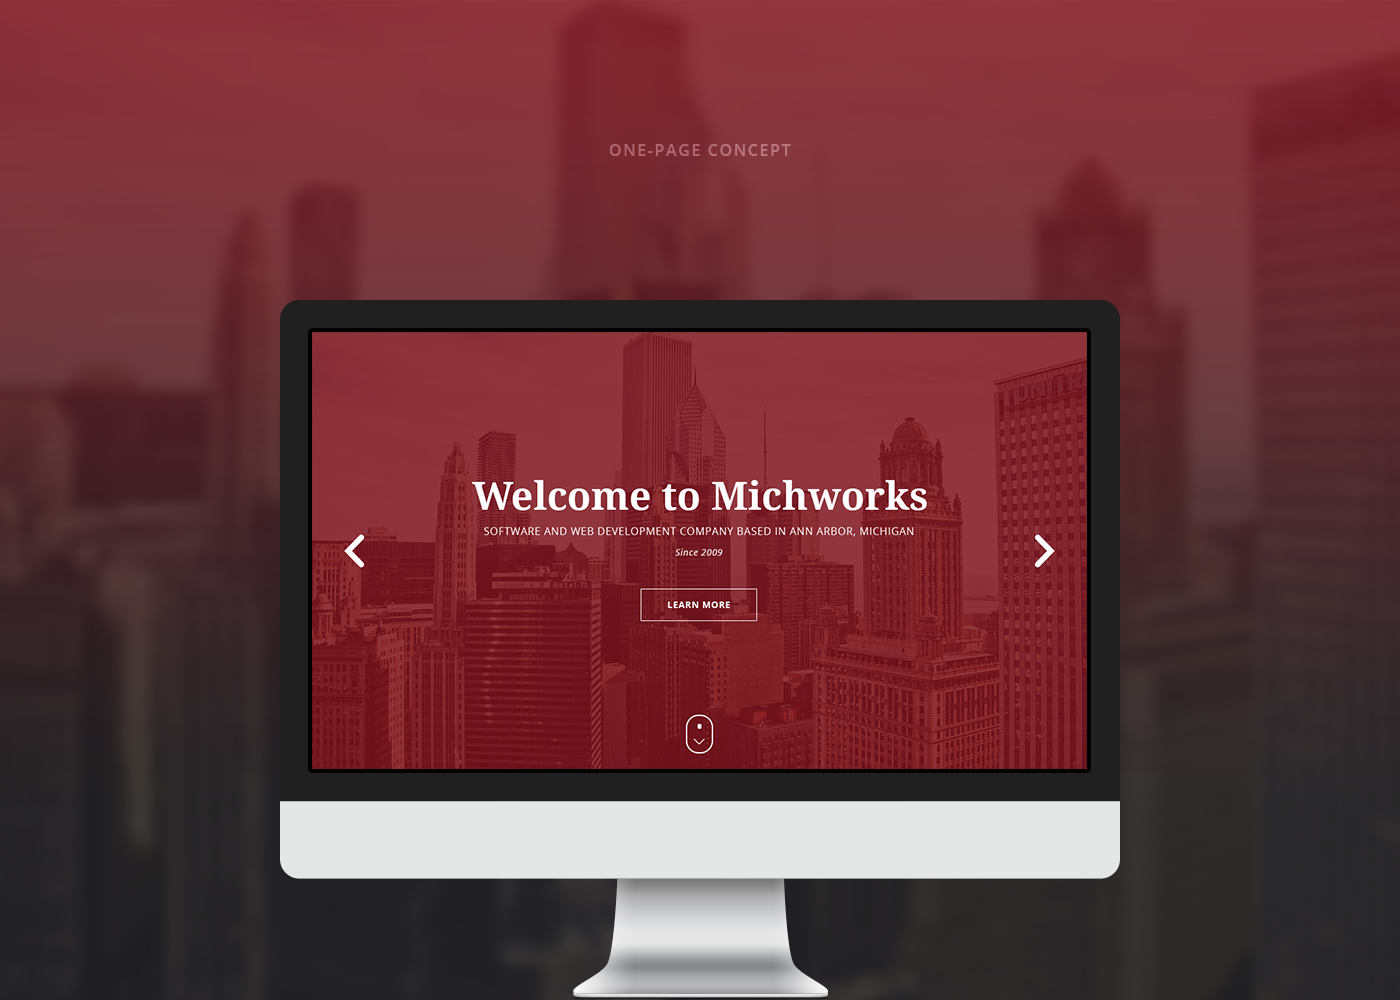 ONE-PAGE CONCEPT
Welcome to Michworks
SOFTWARE AND WEB DEVELOPMENT COMPANY BASED IN ANN ARBOR, MICHIGAN
Since 2009
LEARN MORE